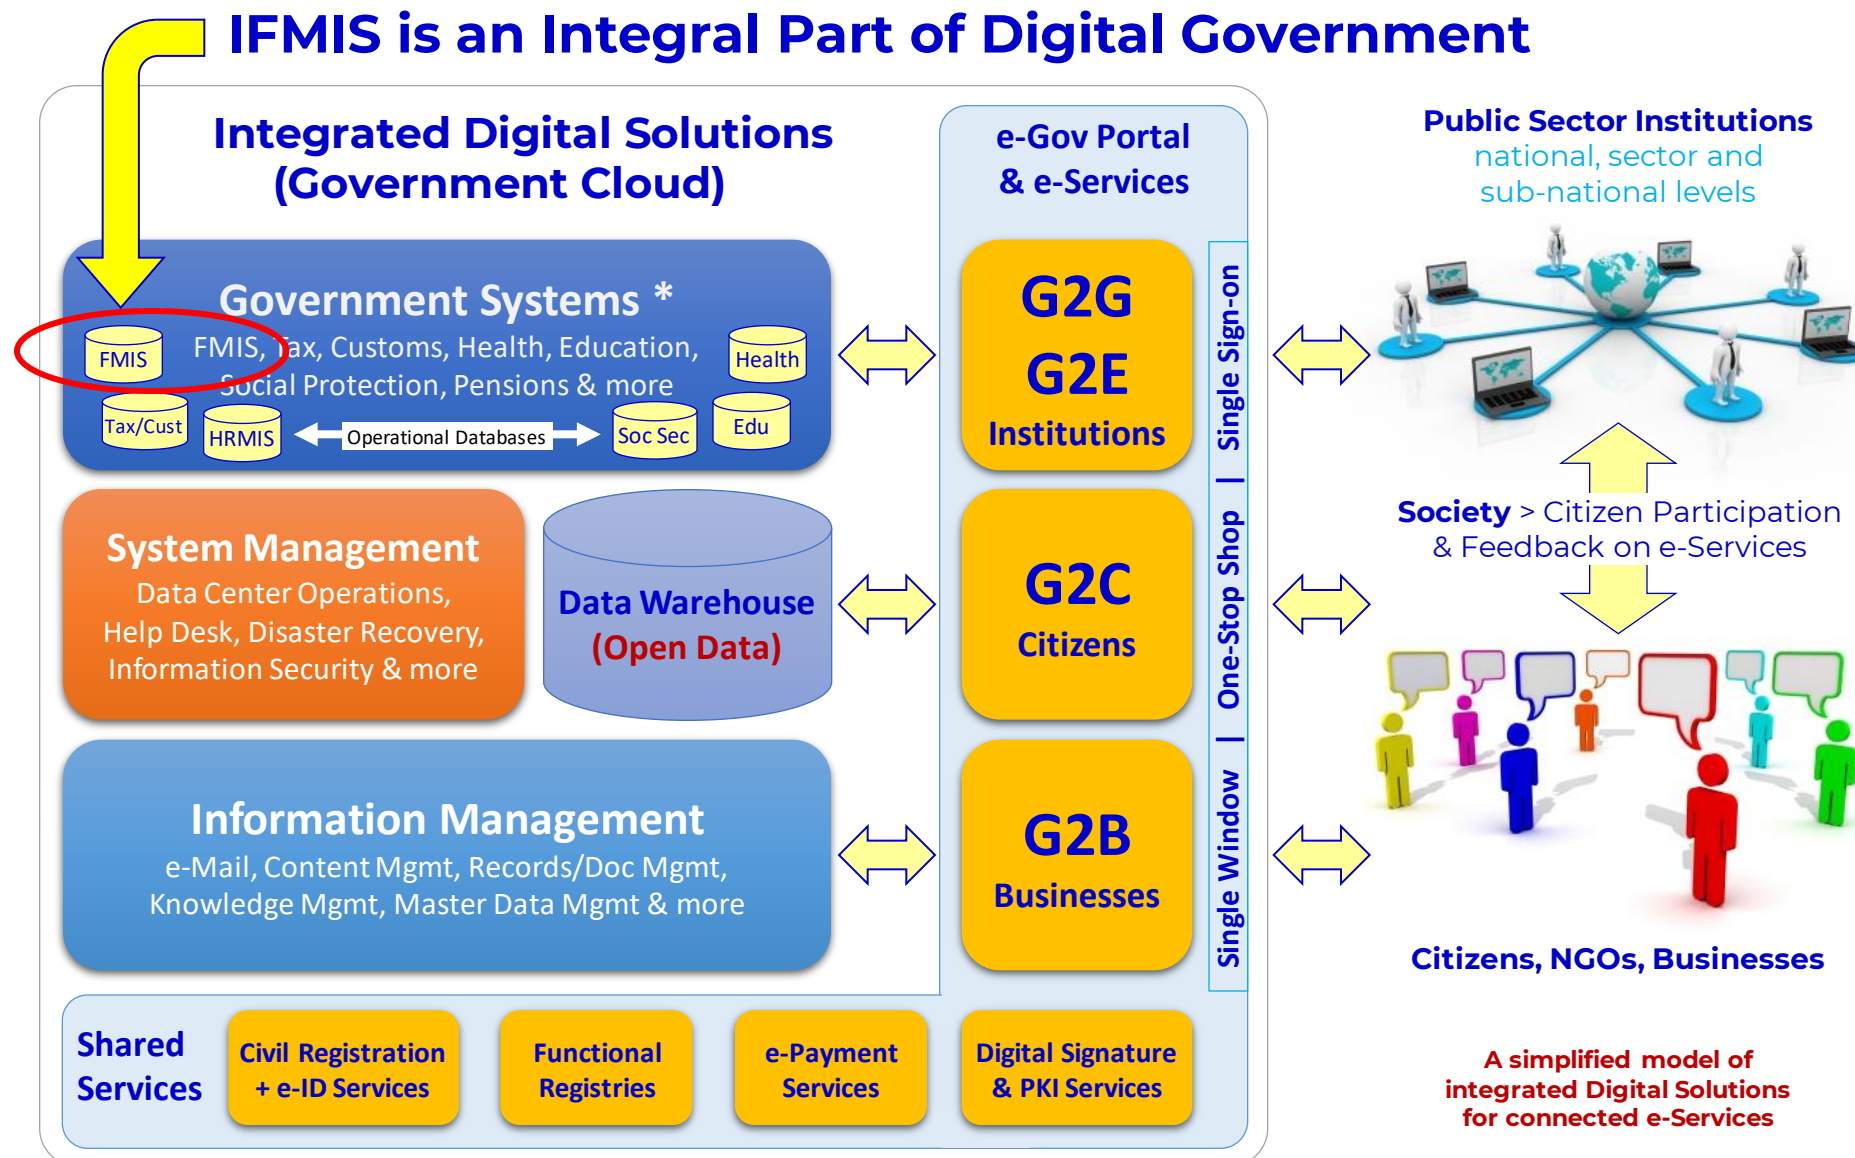 IFMIS is an Integral Part of Digital Government
Integrated Digital Solutions
(Government Cloud)
Government Systems *
FMIS, Tax, Customs, Health, Education,
Social Protection, Pensions & more
FMIS
Health
Tax/Cust
HRMIS
Operational Databases
Soc Sec
Edu
System Management
Data Center Operations,
Help Desk, Disaster Recovery,
Information Security & more
Data Warehouse
(Open Data)
Information Management
e-Mail, Content Mgmt, Records/Doc Mgmt,
Knowledge Mgmt, Master Data Mgmt & more
e-Gov Portal
& e-Services
G2G
G2E
Institutions
G2C
Citizens
G2B
Businesses
Single Window | One-Stop Shop | Single Sign-on
Shared
Services
Civil Registration
+ e-ID Services
Functional
Registries
e-Payment
Services
Digital Signature
& PKI Services
Public Sector Institutions
national, sector and
sub-national levels
Society > Citizen Participation
& Feedback on e-Services
Citizens, NGOs, Businesses
A simplified model of
integrated Digital Solutions
for connected e-Services